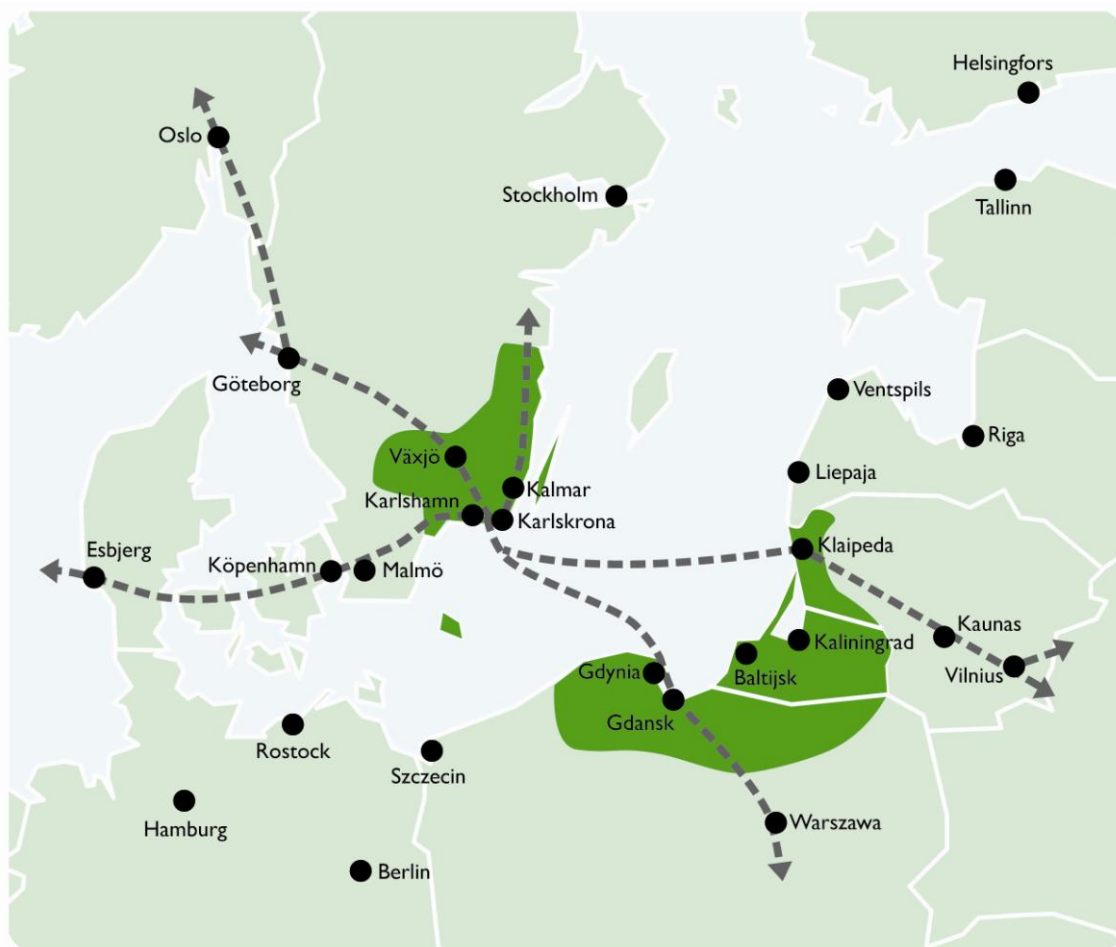 Helsingfors
Oslo
Stockholm
Tallinn
Göteborg
Ventspils
Riga
Växjö
Liepaja
Kalmar
Karlshamn
Karlskrona
Klaipeda
Esbjerg
Köpenhamn
Malmö
Kaunas
Kaliningrad
Vilnius
Gdynia
Baltijsk
Gdansk
Rostock
Szczecin
Hamburg
Warszawa
Berlin